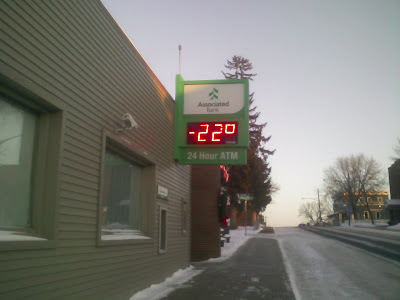 Associated
Bank
-22°
24 Hour ATM